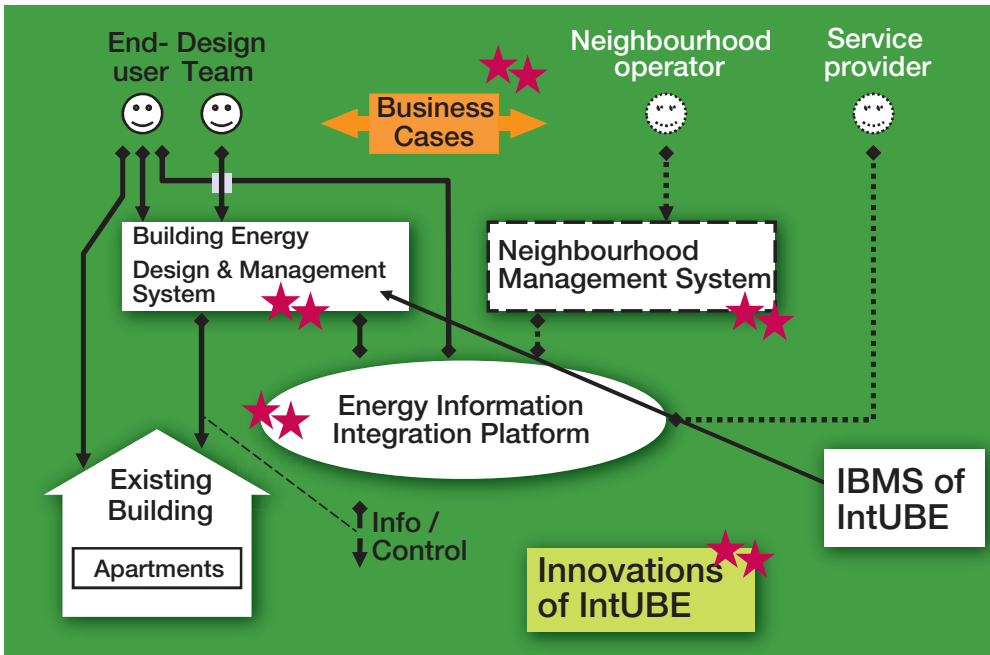 End-
user
Design
Team
Neighbourhood
operator
Service
provider
Business
Cases
Building Energy
Design & Management
System
Neighbourhood
Management System
Energy Information
Integration Platform
Existing
Building
Apartments
Info /
Control
IBMS of
IntUBE
Innovations
of IntUBE